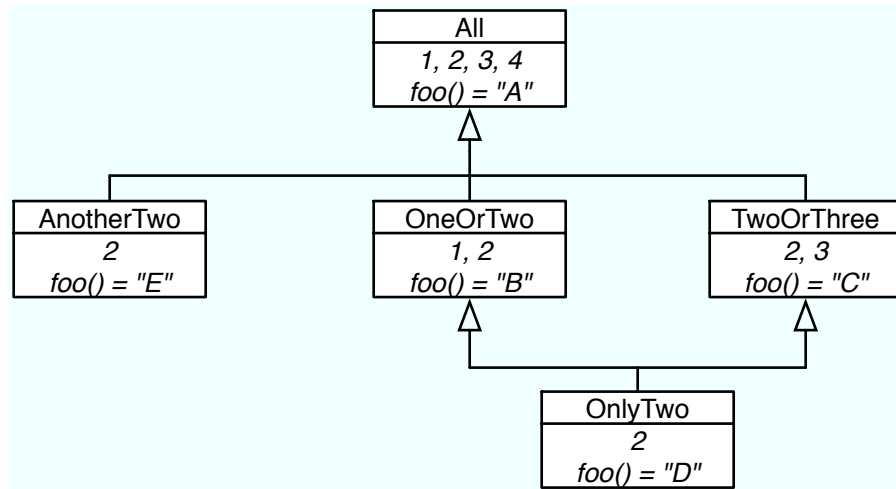 All
1, 2, 3, 4
foo() = "A"
AnotherTwo
2
foo() = "E"
OneOrTwo
1, 2
foo() = "B"
TwoOrThree
2, 3
foo() = "C"
OnlyTwo
2
foo() = "D"